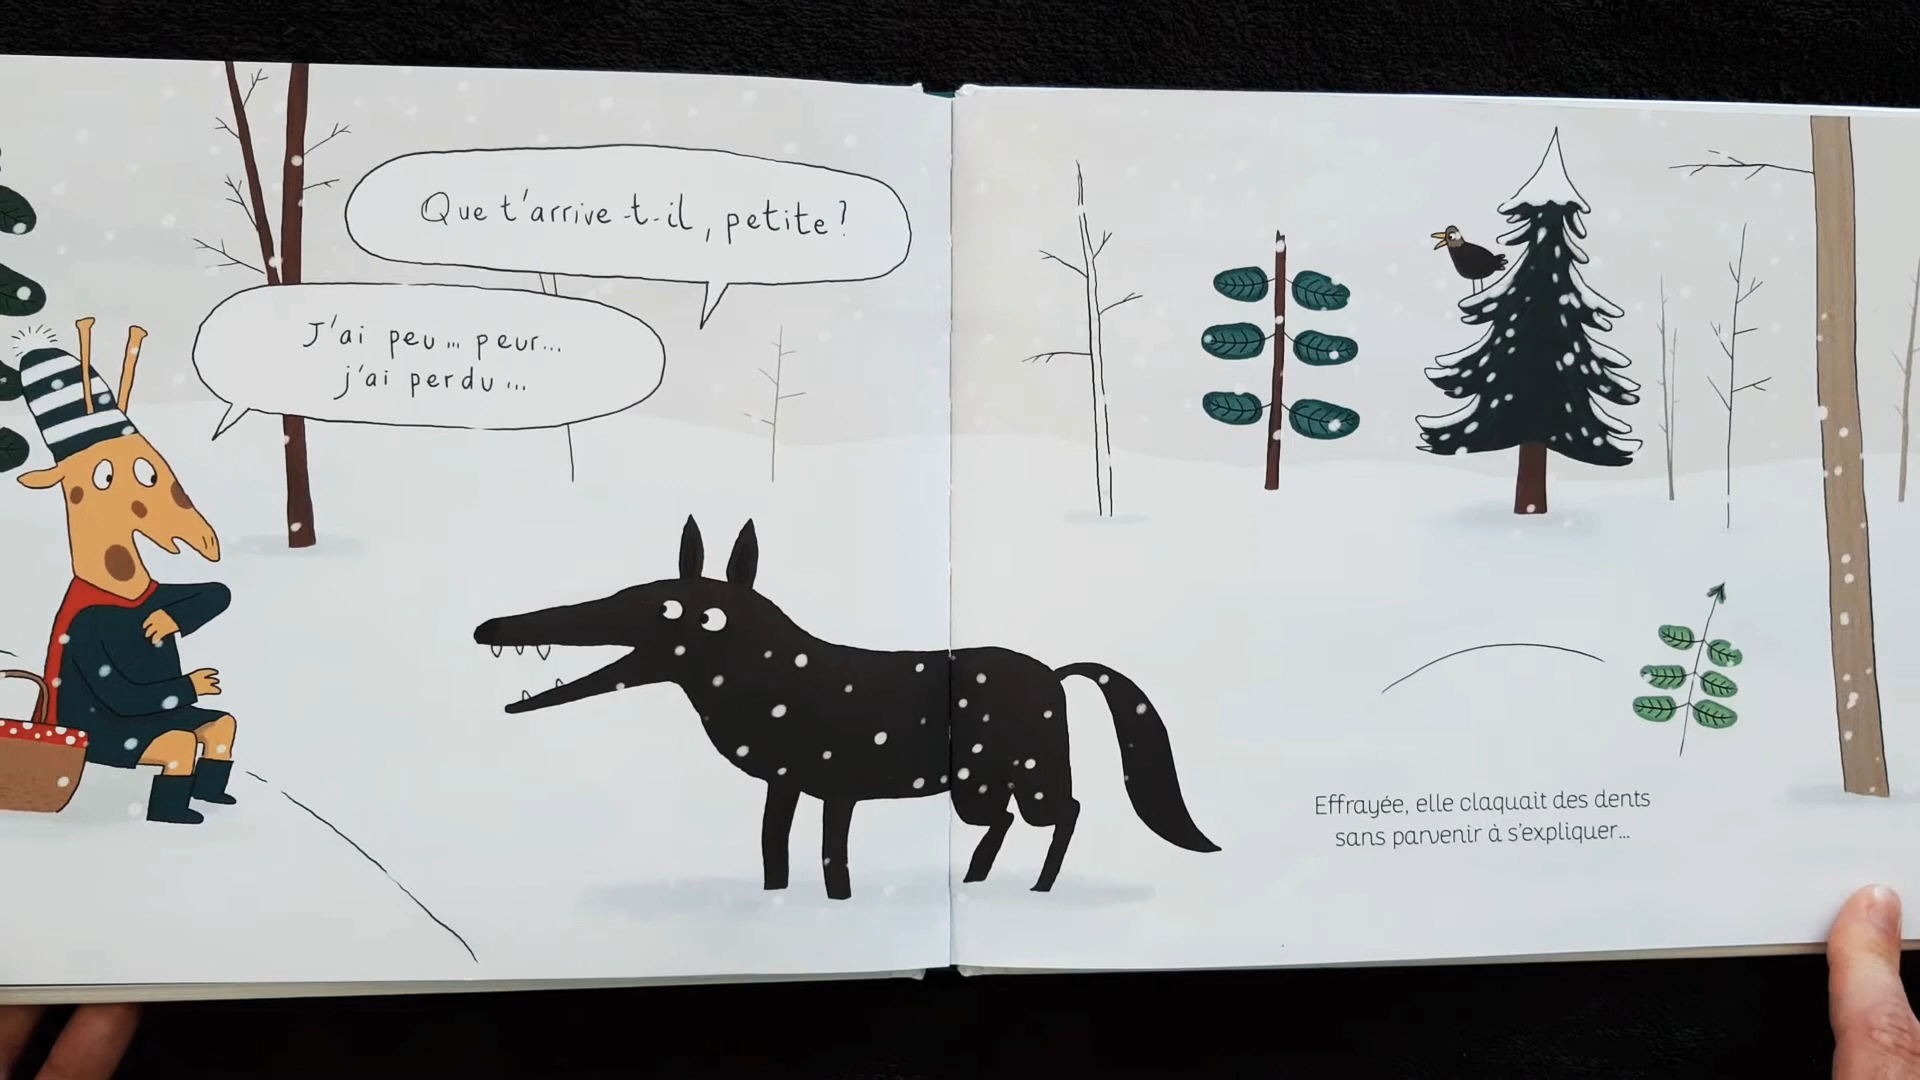 Que t'arrive-t-il, petite ?
J'ai peu... peur...
j'ai perdu...
Effrayée, elle claquait des dents
sans parvenir à s'expliquer...